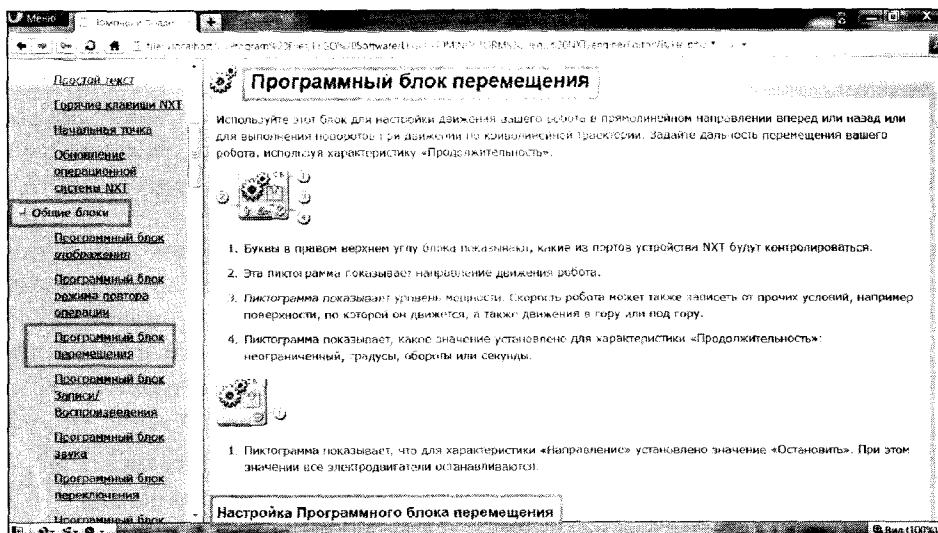 Меню
Простой текст
Горячие клавиши NXT
Начальная точка
Обновление
операционной
системы NXT
Общие блоки
Программный блок
отображения
Программный блок
режима повтора
операции
Программный блок
перемещения
Программный блок
Записи/
Воспроизведения
Программный блок
звука
Программный блок
переключения
Программный блок
Программный блок перемещения
Используйте этот блок для настройки движения вашего робота в прямолинейном направлении вперед или назад или
для выполнения поворотов при движении по криволинейной траектории. Задайте дальность перемещения вашего
робота, используя характеристику «Продолжительность».
1. Буквы в правом верхнем углу блока показывают, какие из портов устройства NXT будут контролироваться.
2. Эта пиктограмма показывает направление движения робота.
3. Пиктограмма показывает уровень мощности. Скорость робота может также зависеть от прочих условий, например
поверхности, по которой он движется, а также движения в гору или под гору.
4. Пиктограмма показывает, какое значение установлено для характеристики «Продолжительность»:
неограниченный, градусы, обороты или секунды.
1. Пиктограмма показывает, что для характеристики «Направление» установлено значение «Остановить». При этом
значении все электродвигатели останавливаются.
Настройка Программного блока перемещения
Вид (100%)